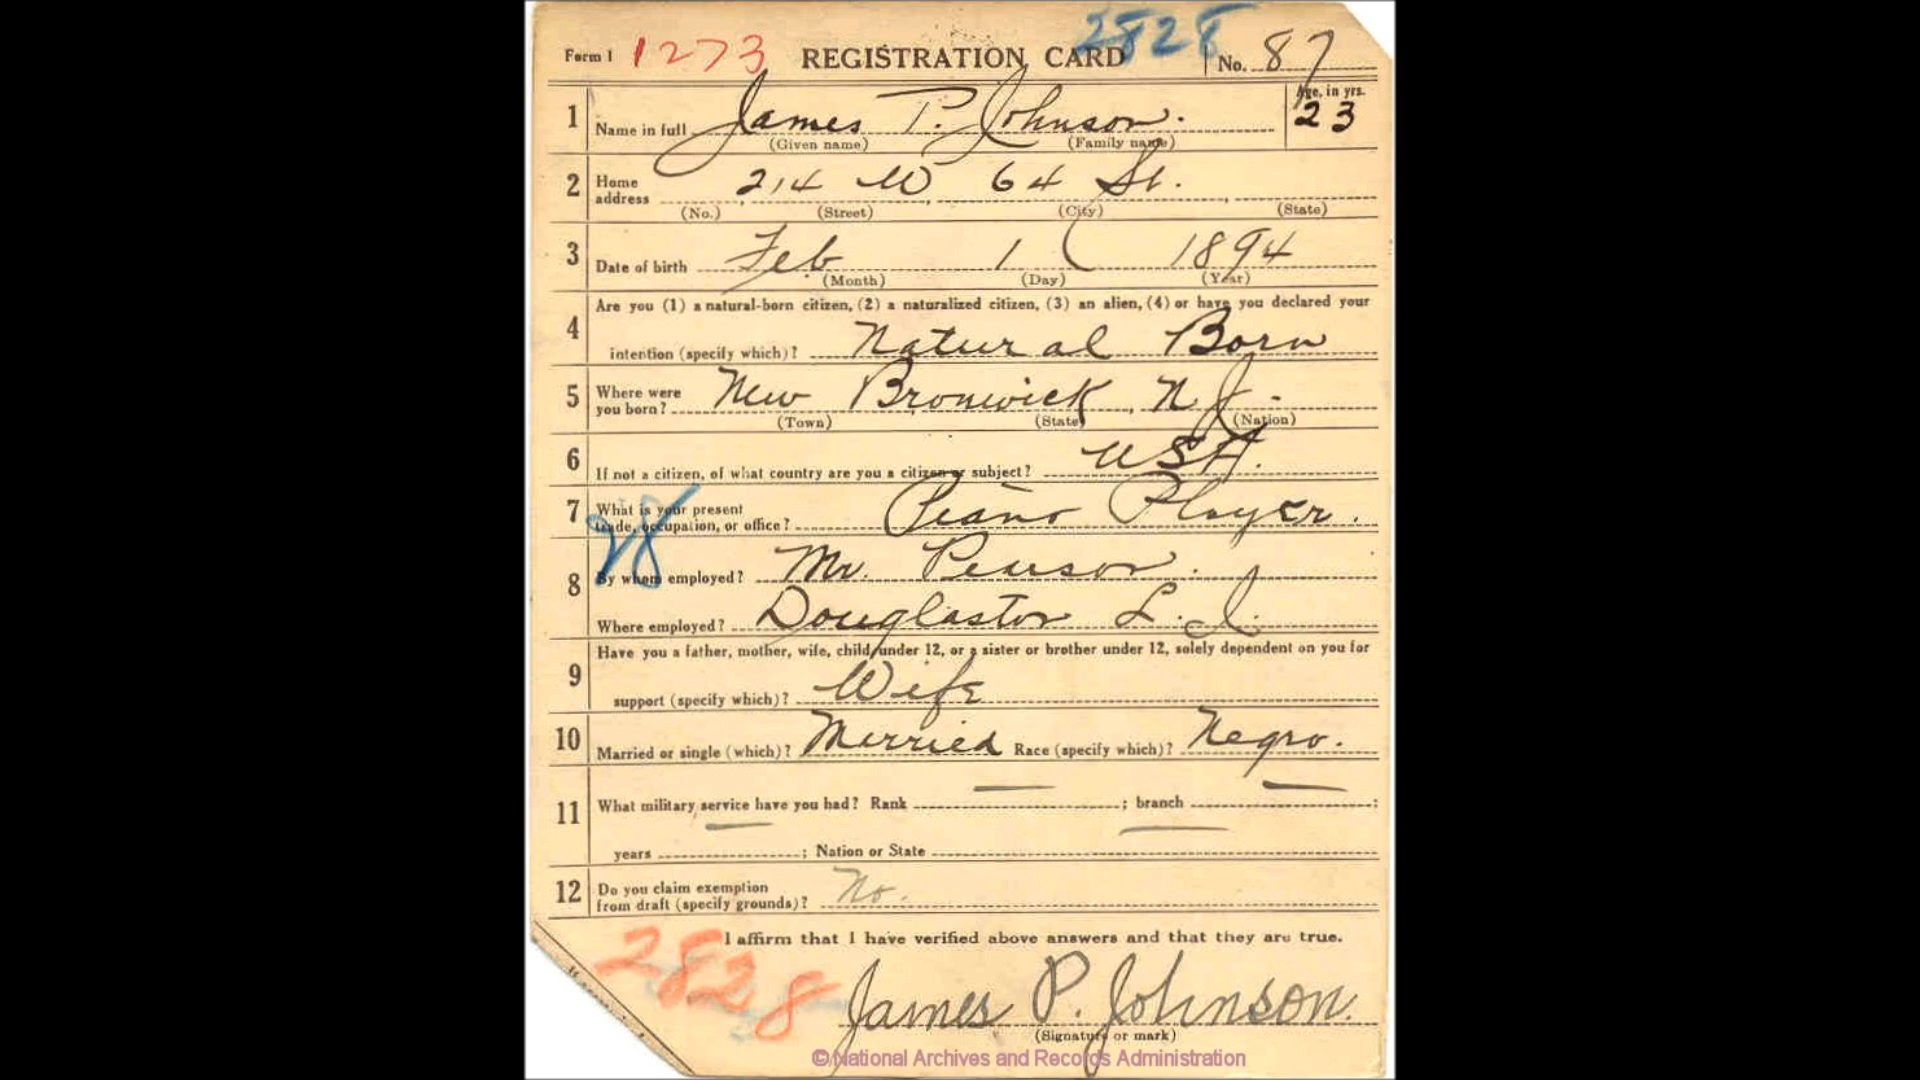 Form 1 1273 REGISTRATION CARD 2828 No. 87
1 Name in full James P. Johnson. Age, in yrs. 23
(Given name) (Family name)
2 Home address 214 W 64 St.
(No.) (Street) (City) (State)
3 Date of birth Feb 1 1894
(Month) (Day) (Year)
4 Are you (1) a natural-born citizen, (2) a naturalized citizen, (3) an alien, (4) or have you declared your
intention (specify which)? Natural Born
5 Where were you born? New Bronwick, N J.
(Town) (State) (Nation)
6 If not a citizen, of what country are you a citizen or subject? USA.
7 What is your present trade, occupation, or office? Piano Player.
28
8 By whom employed? Mr. Pearson.
Where employed? Douglaston L. I.
9 Have you a father, mother, wife, child under 12, or a sister or brother under 12, solely dependent on you for
support (specify which)? Wife
10 Married or single (which)? Merried Race (specify which)? Negro.
11 What military service have you had? Rank ; branch ;
years ; Nation or State
12 Do you claim exemption from draft (specify grounds)? No.
I affirm that I have verified above answers and that they are true.
2828
James P. Johnson.
(Signature or mark)
© National Archives and Records Administration